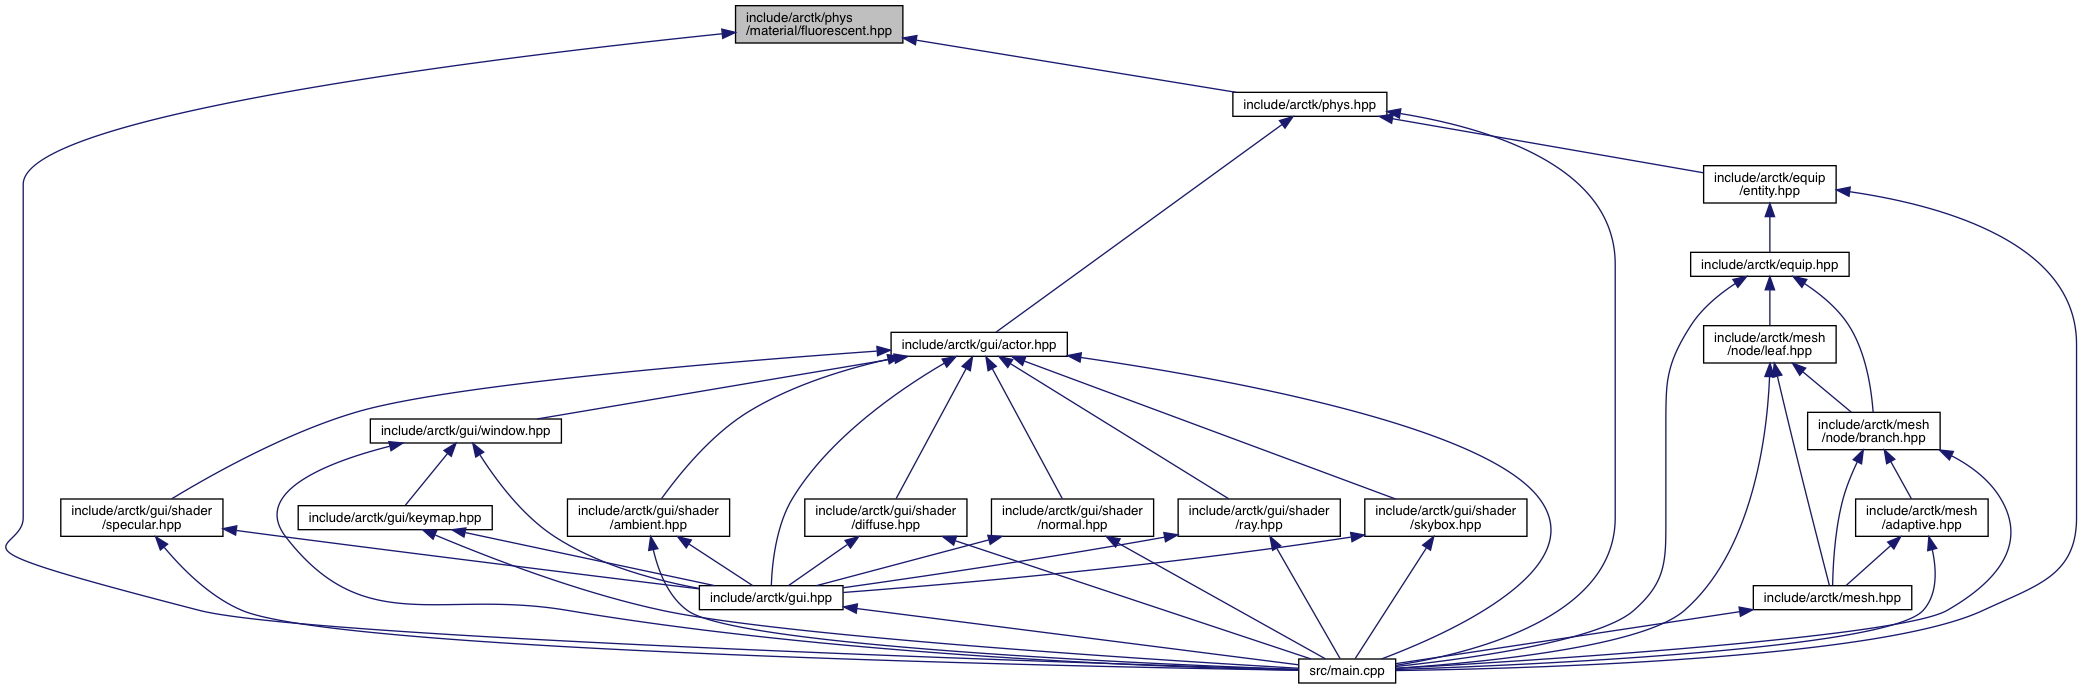 include/arctk/phys
/material/fluorescent.hpp
include/arctk/phys.hpp
include/arctk/equip
/entity.hpp
include/arctk/equip.hpp
include/arctk/gui/actor.hpp
include/arctk/mesh
/node/leaf.hpp
include/arctk/gui/window.hpp
include/arctk/mesh
/node/branch.hpp
include/arctk/gui/shader
/specular.hpp
include/arctk/gui/keymap.hpp
include/arctk/gui/shader
/ambient.hpp
include/arctk/gui/shader
/diffuse.hpp
include/arctk/gui/shader
/normal.hpp
include/arctk/gui/shader
/ray.hpp
include/arctk/gui/shader
/skybox.hpp
include/arctk/mesh
/adaptive.hpp
include/arctk/gui.hpp
include/arctk/mesh.hpp
src/main.cpp